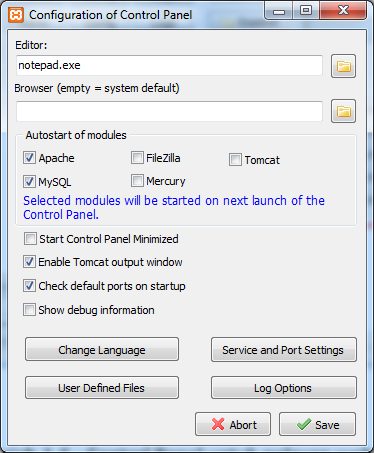 Configuration of Control Panel
Editor:
notepad.exe
Browser (empty = system default)
Autostart of modules
Apache FileZilla Tomcat
MySQL Mercury
Selected modules will be started on next launch of the
Control Panel.
Start Control Panel Minimized
Enable Tomcat output window
Check default ports on startup
Show debug information
Change Language Service and Port Settings
User Defined Files Log Options
Abort Save